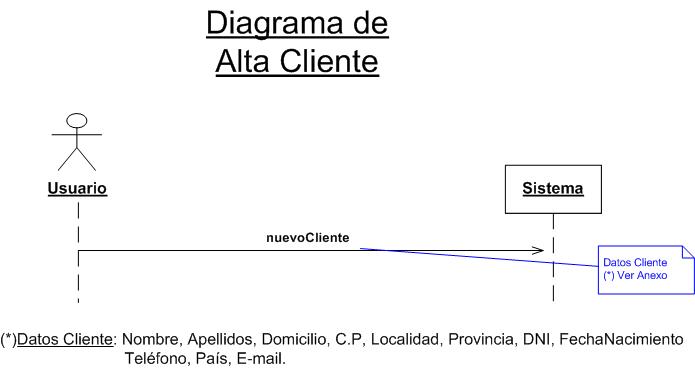 Diagrama de
Alta Cliente
Usuario
Sistema
nuevoCliente
Datos Cliente
(*) Ver Anexo
(*)Datos Cliente: Nombre, Apellidos, Domicilio, C.P, Localidad, Provincia, DNI, FechaNacimiento
Teléfono, País, E-mail.